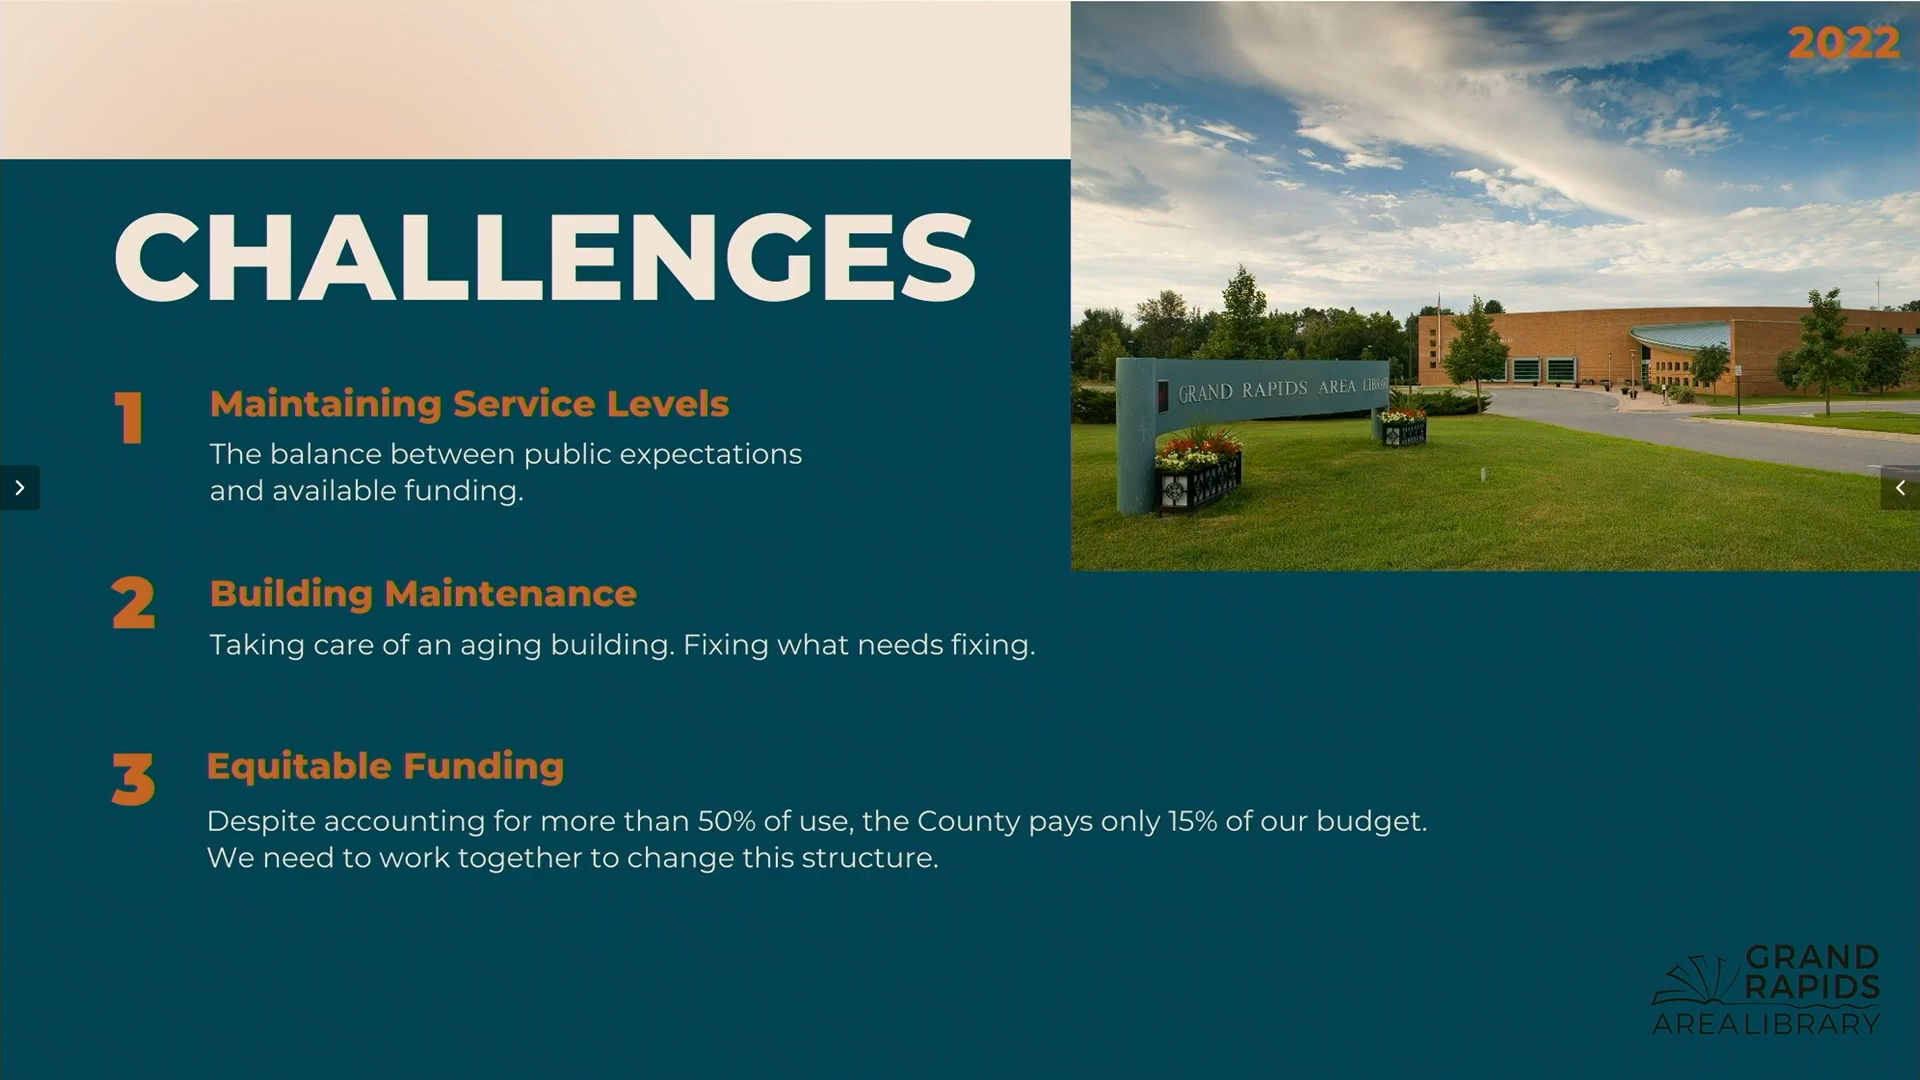 2022
GRAND RAPIDS AREA LIBRARY
CHALLENGES
1
Maintaining Service Levels
The balance between public expectations
and available funding.
2
Building Maintenance
Taking care of an aging building. Fixing what needs fixing.
3
Equitable Funding
Despite accounting for more than 50% of use, the County pays only 15% of our budget.
We need to work together to change this structure.
GRAND
RAPIDS
AREA LIBRARY